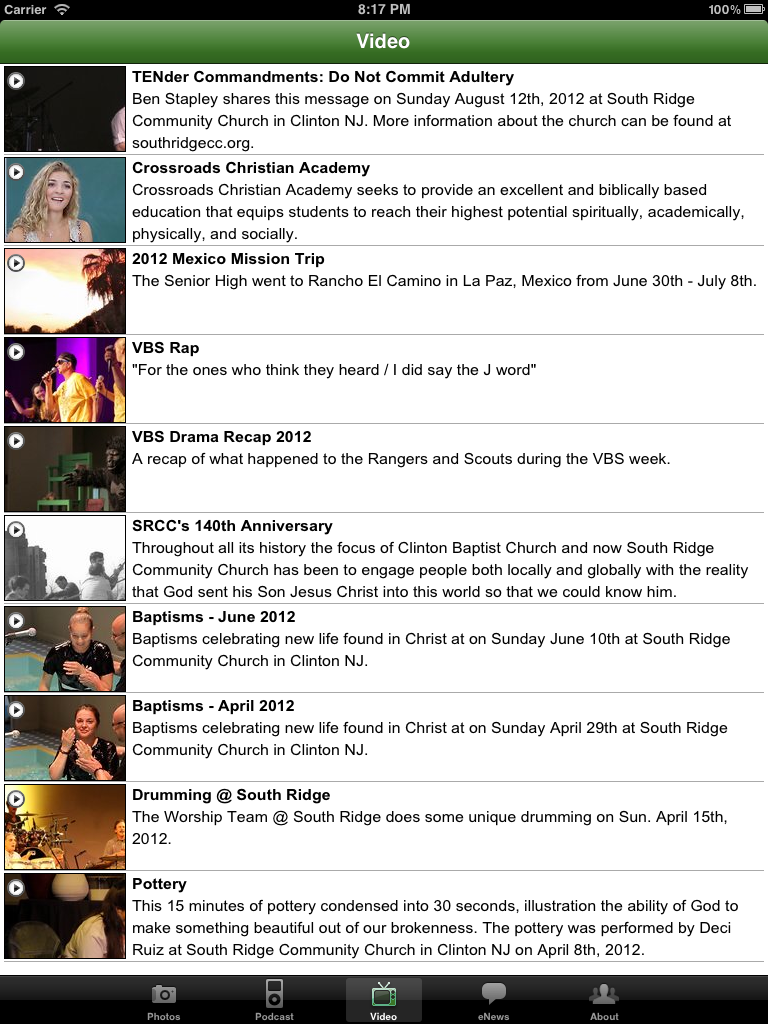 Carrier 8:17 PM 100%
Video
TENder Commandments: Do Not Commit Adultery
Ben Stapley shares this message on Sunday August 12th, 2012 at South Ridge
Community Church in Clinton NJ. More information about the church can be found at
southridgecc.org.
Crossroads Christian Academy
Crossroads Christian Academy seeks to provide an excellent and biblically based
education that equips students to reach their highest potential spiritually, academically,
physically, and socially.
2012 Mexico Mission Trip
The Senior High went to Rancho El Camino in La Paz, Mexico from June 30th - July 8th.
VBS Rap
"For the ones who think they heard / I did say the J word"
VBS Drama Recap 2012
A recap of what happened to the Rangers and Scouts during the VBS week.
SRCC's 140th Anniversary
Throughout all its history the focus of Clinton Baptist Church and now South Ridge
Community Church has been to engage people both locally and globally with the reality
that God sent his Son Jesus Christ into this world so that we could know him.
Baptisms - June 2012
Baptisms celebrating new life found in Christ at on Sunday June 10th at South Ridge
Community Church in Clinton NJ.
Baptisms - April 2012
Baptisms celebrating new life found in Christ at on Sunday April 29th at South Ridge
Community Church in Clinton NJ.
Drumming @ South Ridge
The Worship Team @ South Ridge does some unique drumming on Sun. April 15th,
2012.
Pottery
This 15 minutes of pottery condensed into 30 seconds, illustration the ability of God to
make something beautiful out of our brokenness. The pottery was performed by Deci
Ruiz at South Ridge Community Church in Clinton NJ on April 8th, 2012.
Photos Podcast Video eNews About